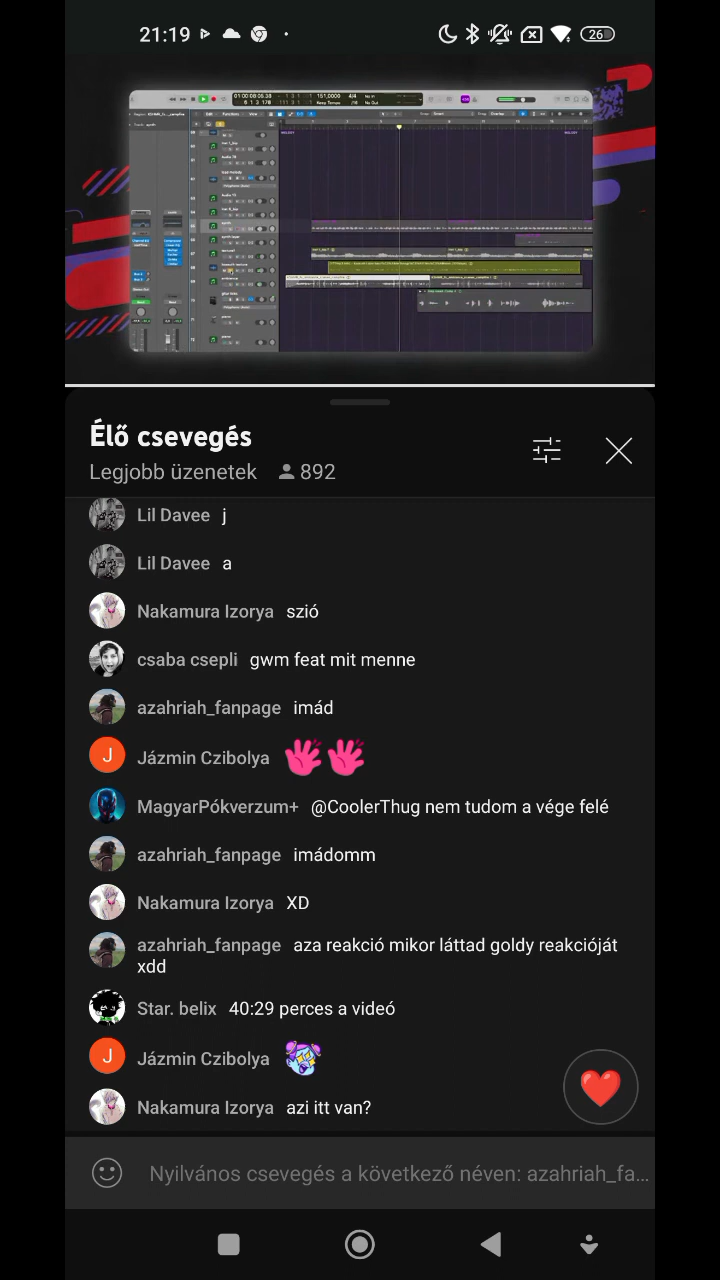 21:19
26
Élő csevegés
Legjobb üzenetek 892
Lil Davee j
Lil Davee a
Nakamura Izorya szió
csaba csepli gwm feat mit menne
azahriah_fanpage imád
J Jázmin Czibolya
MagyarPókverzum+ @CoolerThug nem tudom a vége felé
azahriah_fanpage imádomm
Nakamura Izorya XD
azahriah_fanpage aza reakció mikor láttad goldy reakcióját
xdd
Star. belix 40:29 perces a videó
J Jázmin Czibolya
Nakamura Izorya azi itt van?
Nyilvános csevegés a következő néven: azahriah_fa...